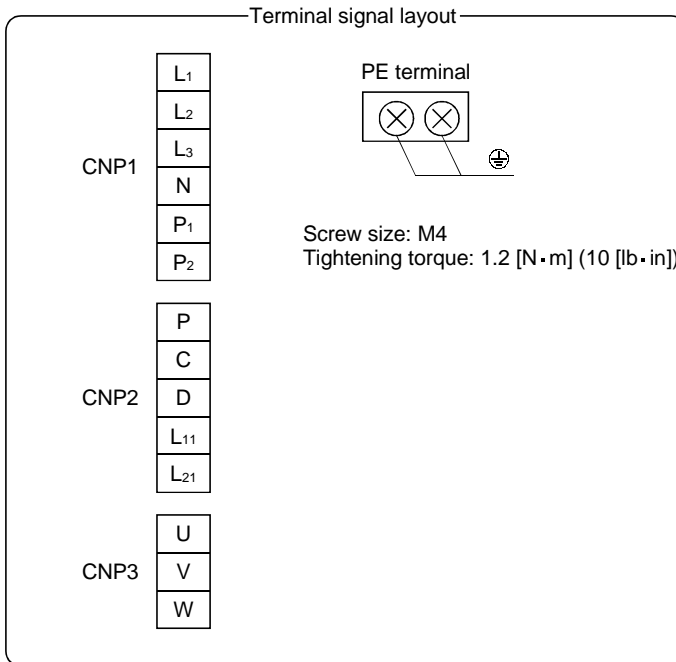 Terminal signal layout
CNP1
L1
L2
L3
N
P1
P2
PE terminal
Screw size: M4
Tightening torque: 1.2 [N·m] (10 [lb·in])
CNP2
P
C
D
L11
L21
CNP3
U
V
W